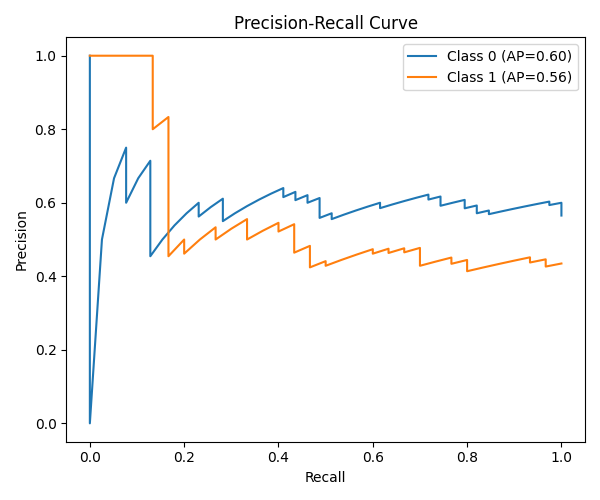 Precision-Recall Curve
Class 0 (AP=0.60)
Class 1 (AP=0.56)
Precision
1.0
0.8
0.6
0.4
0.2
0.0
0.0 0.2 0.4 0.6 0.8 1.0
Recall